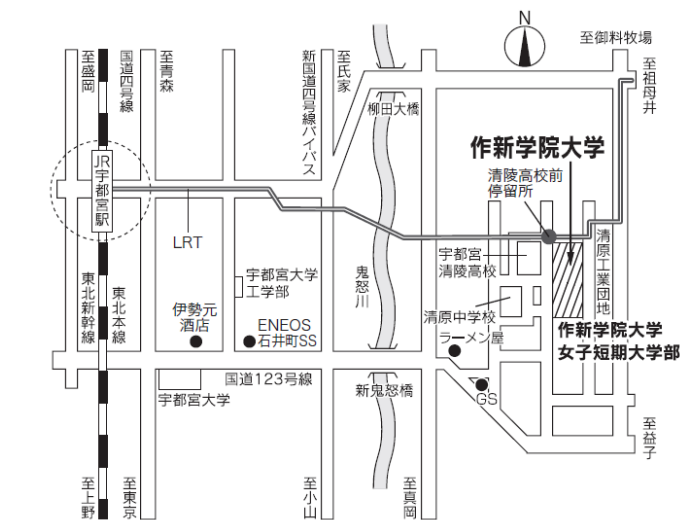 N
至御料牧場
至祖母井
至盛岡
国道四号線
至青森
新国道四号線バイパス
至氏家
柳田大橋
作新学院大学
清陵高校前
停留所
JR宇都宮駅
LRT
宇都宮
清陵高校
清原工業団地
宇都宮大学
工学部
鬼怒川
東北新幹線
東北本線
伊勢元
酒店
ENEOS
石井町SS
清原中学校
ラーメン屋
作新学院大学
女子短期大学部
国道123号線
宇都宮大学
新鬼怒橋
GS
至益子
至上野
至東京
至小山
至真岡